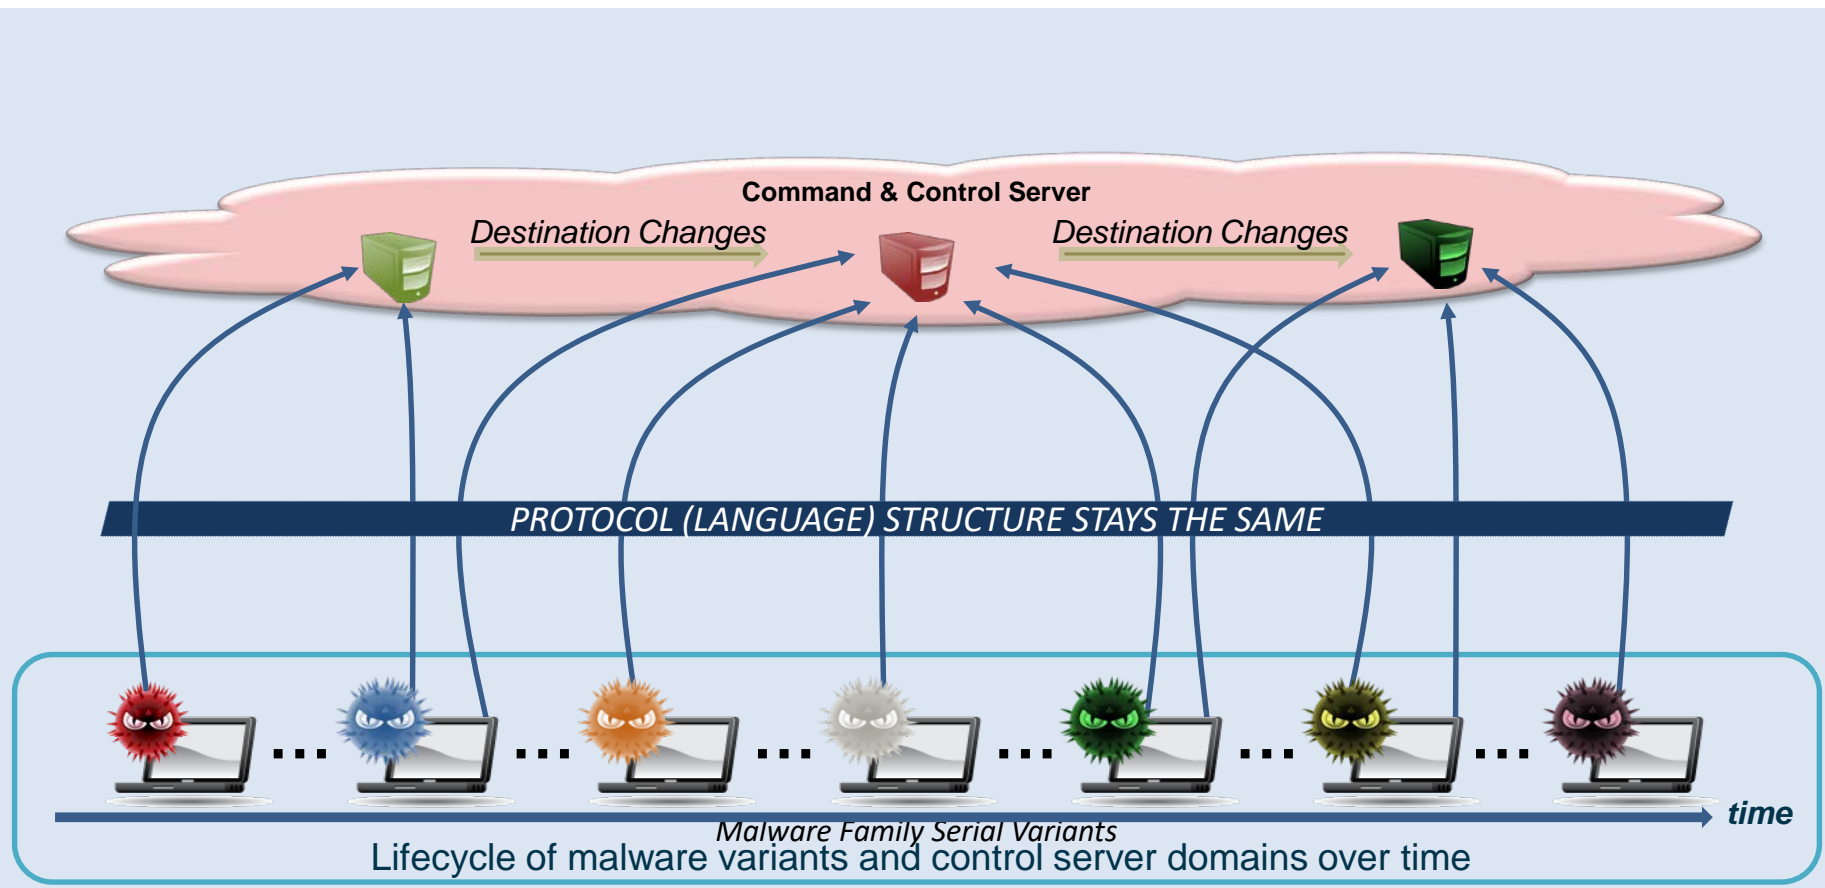 Command & Control Server
Destination Changes
Destination Changes
PROTOCOL (LANGUAGE) STRUCTURE STAYS THE SAME
time
Malware Family Serial Variants
Lifecycle of malware variants and control server domains over time